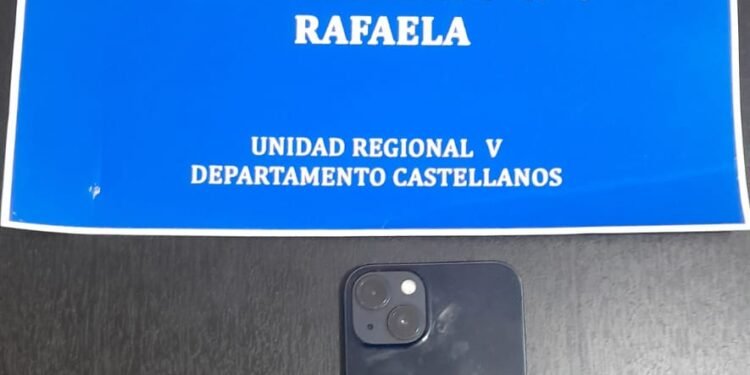 RAFAELA
UNIDAD REGIONAL V
DEPARTAMENTO CASTELLANOS